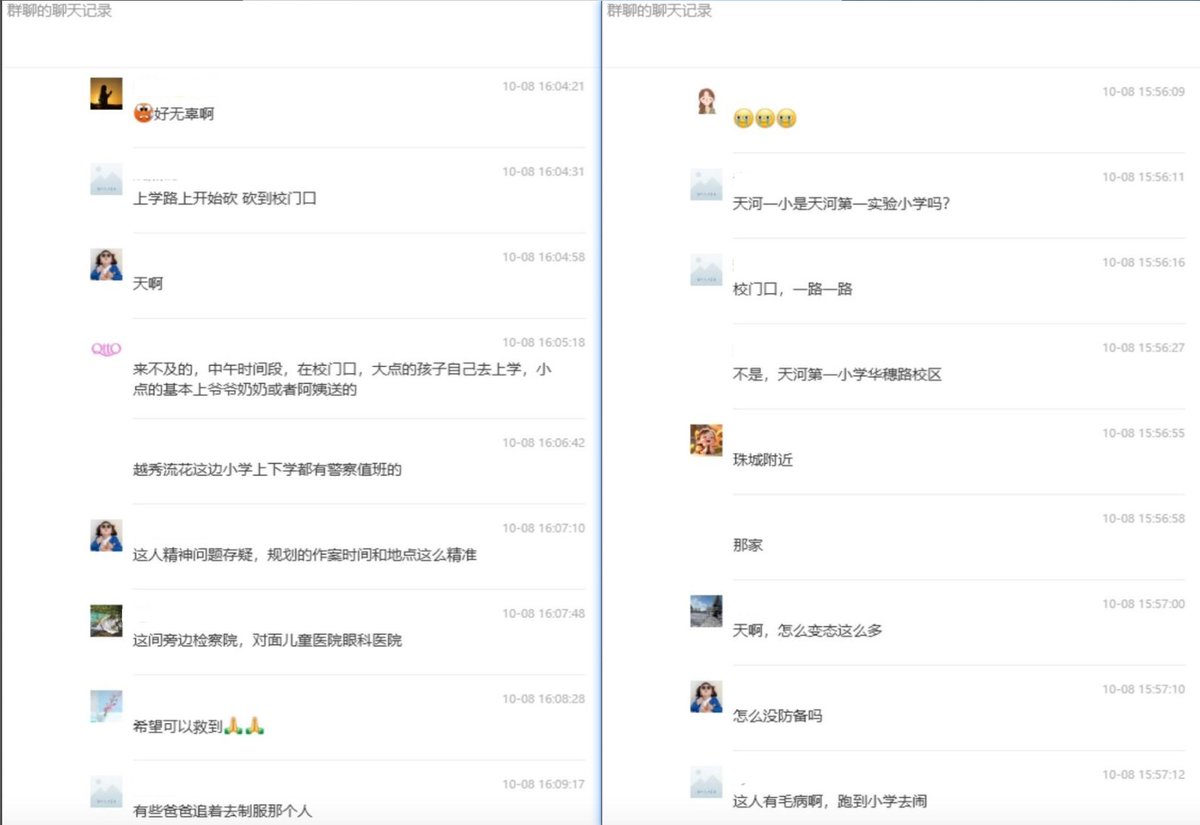 群聊的聊天记录
10-08 16:04:21
好无辜啊
10-08 16:04:31
上学路上开始砍 砍到校门口
10-08 16:04:58
天啊
QttO
10-08 16:05:18
来不及的，中午时间段，在校门口，大点的孩子自己去上学，小
点的基本上爷爷奶奶或者阿姨送的
10-08 16:06:42
越秀流花这边小学上下学都有警察值班的
10-08 16:07:10
这人精神问题存疑，规划的作案时间和地点这么精准
10-08 16:07:48
这间旁边检察院，对面儿童医院眼科医院
10-08 16:08:28
希望可以救到🙏🙏
10-08 16:09:17
有些爸爸追着去制服那个人
群聊的聊天记录
10-08 15:56:09
10-08 15:56:11
天河一小是天河第一实验小学吗？
10-08 15:56:16
校门口，一路一路
10-08 15:56:27
不是，天河第一小学华穗路校区
10-08 15:56:55
珠城附近
10-08 15:56:58
那家
10-08 15:57:00
天啊，怎么变态这么多
10-08 15:57:10
怎么没防备吗
10-08 15:57:12
这人有毛病啊，跑到小学去闹